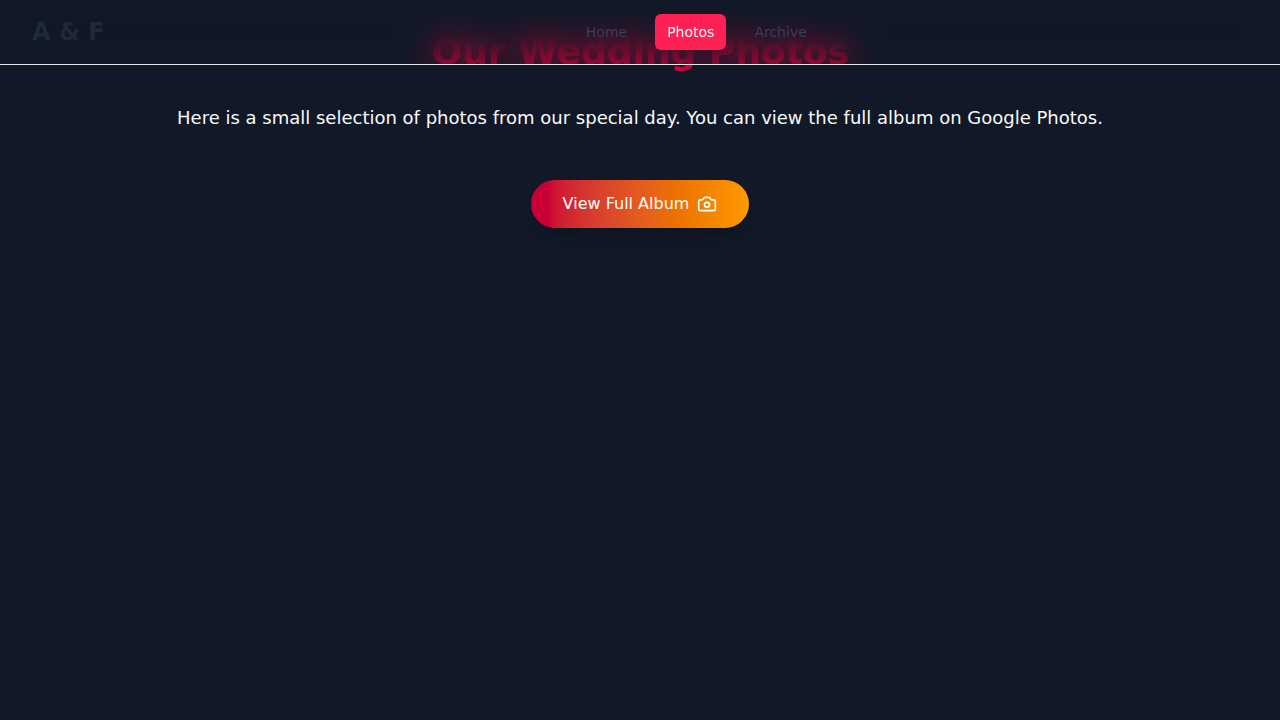 A & F
Home
Photos
Archive
Our Wedding Photos
Here is a small selection of photos from our special day. You can view the full album on Google Photos.
View Full Album